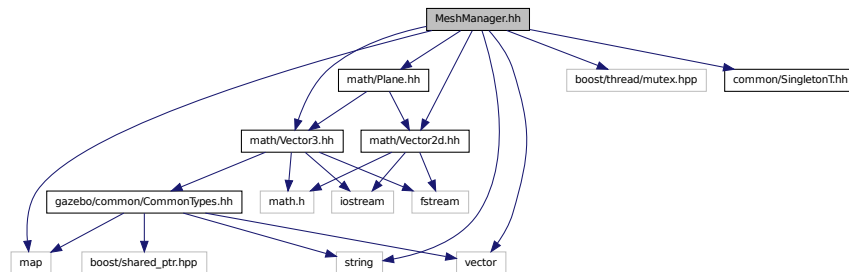 MeshManager.hh
math/Plane.hh
boost/thread/mutex.hpp
common/SingletonT.hh
math/Vector3.hh
math/Vector2d.hh
gazebo/common/CommonTypes.hh
math.h
iostream
fstream
map
boost/shared_ptr.hpp
string
vector